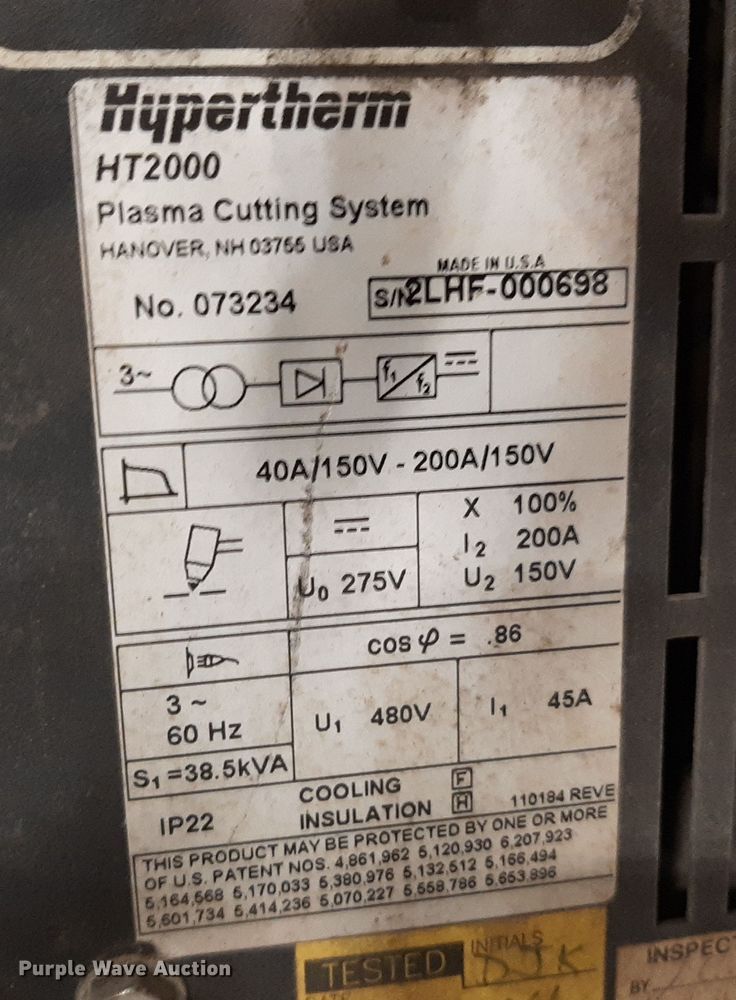 Hypertherm
HT2000
Plasma Cutting System
HANOVER, NH 03755 USA
MADE IN U.S.A
No. 073234
S/N 2LHF-000698
3~
f1
f2
40A/150V - 200A/150V
X 100%
I2 200A
U0 275V
U2 150V
cos φ = .86
3 ~
60 Hz
U1 480V
I1 45A
S1 =38.5kVA
COOLING F
IP22
INSULATION H
110184 REVE
THIS PRODUCT MAY BE PROTECTED BY ONE OR MORE
OF U.S. PATENT NOS. 4,861,962 5,120,930 6,207,923
5,164,568 5,170,033 5,380,976 5,132,512 5,166,494
5,601,734 5,414,236 5,070,227 5,558,786 5,653,896
TESTED
INITIALS
DJK
INSPEC
BY
Purple Wave Auction